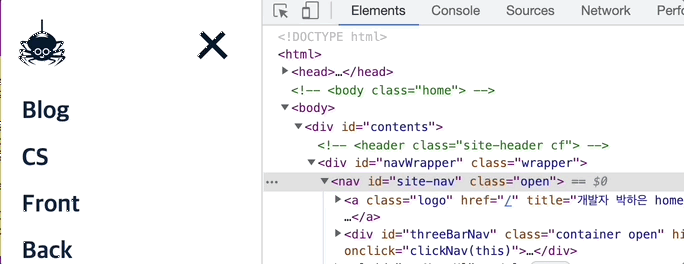 Blog
CS
Front
Back
Elements Console Sources Network
<!DOCTYPE html>
<html>
<head>…</head>
<!-- <body class="home"> -->
<body>
<div id="contents">
<!-- <header class="site-header cf"> -->
<div id="navWrapper" class="wrapper">
<nav id="site-nav" class="open"> == $0
<a class="logo" href="/" title="개발자 박하은 home
…</a>
<div id="threeBarNav" class="container open" hi
onclick="clickNav(this)">…</div>